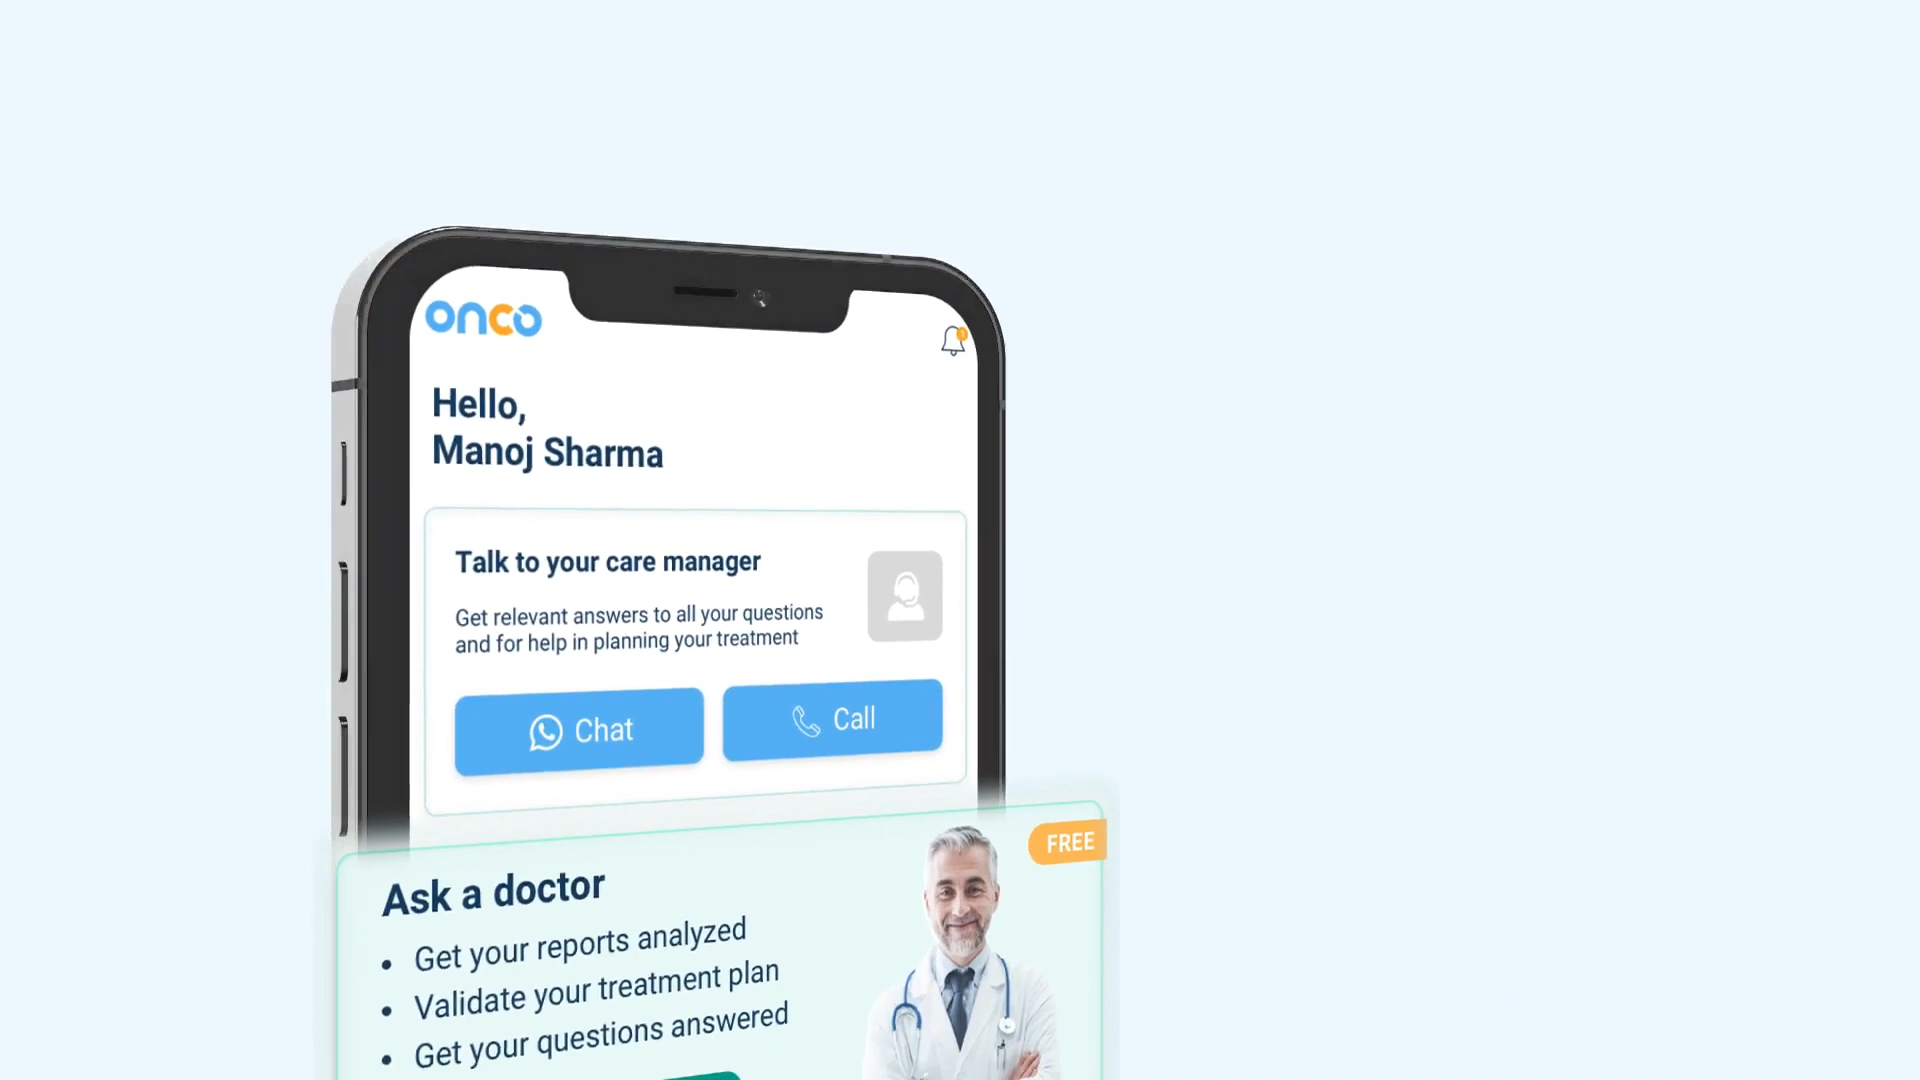 onco
Hello,
Manoj Sharma
Talk to your care manager
Get relevant answers to all your questions
and for help in planning your treatment
Chat
Call
FREE
Ask a doctor
• Get your reports analyzed
• Validate your treatment plan
• Get your questions answered